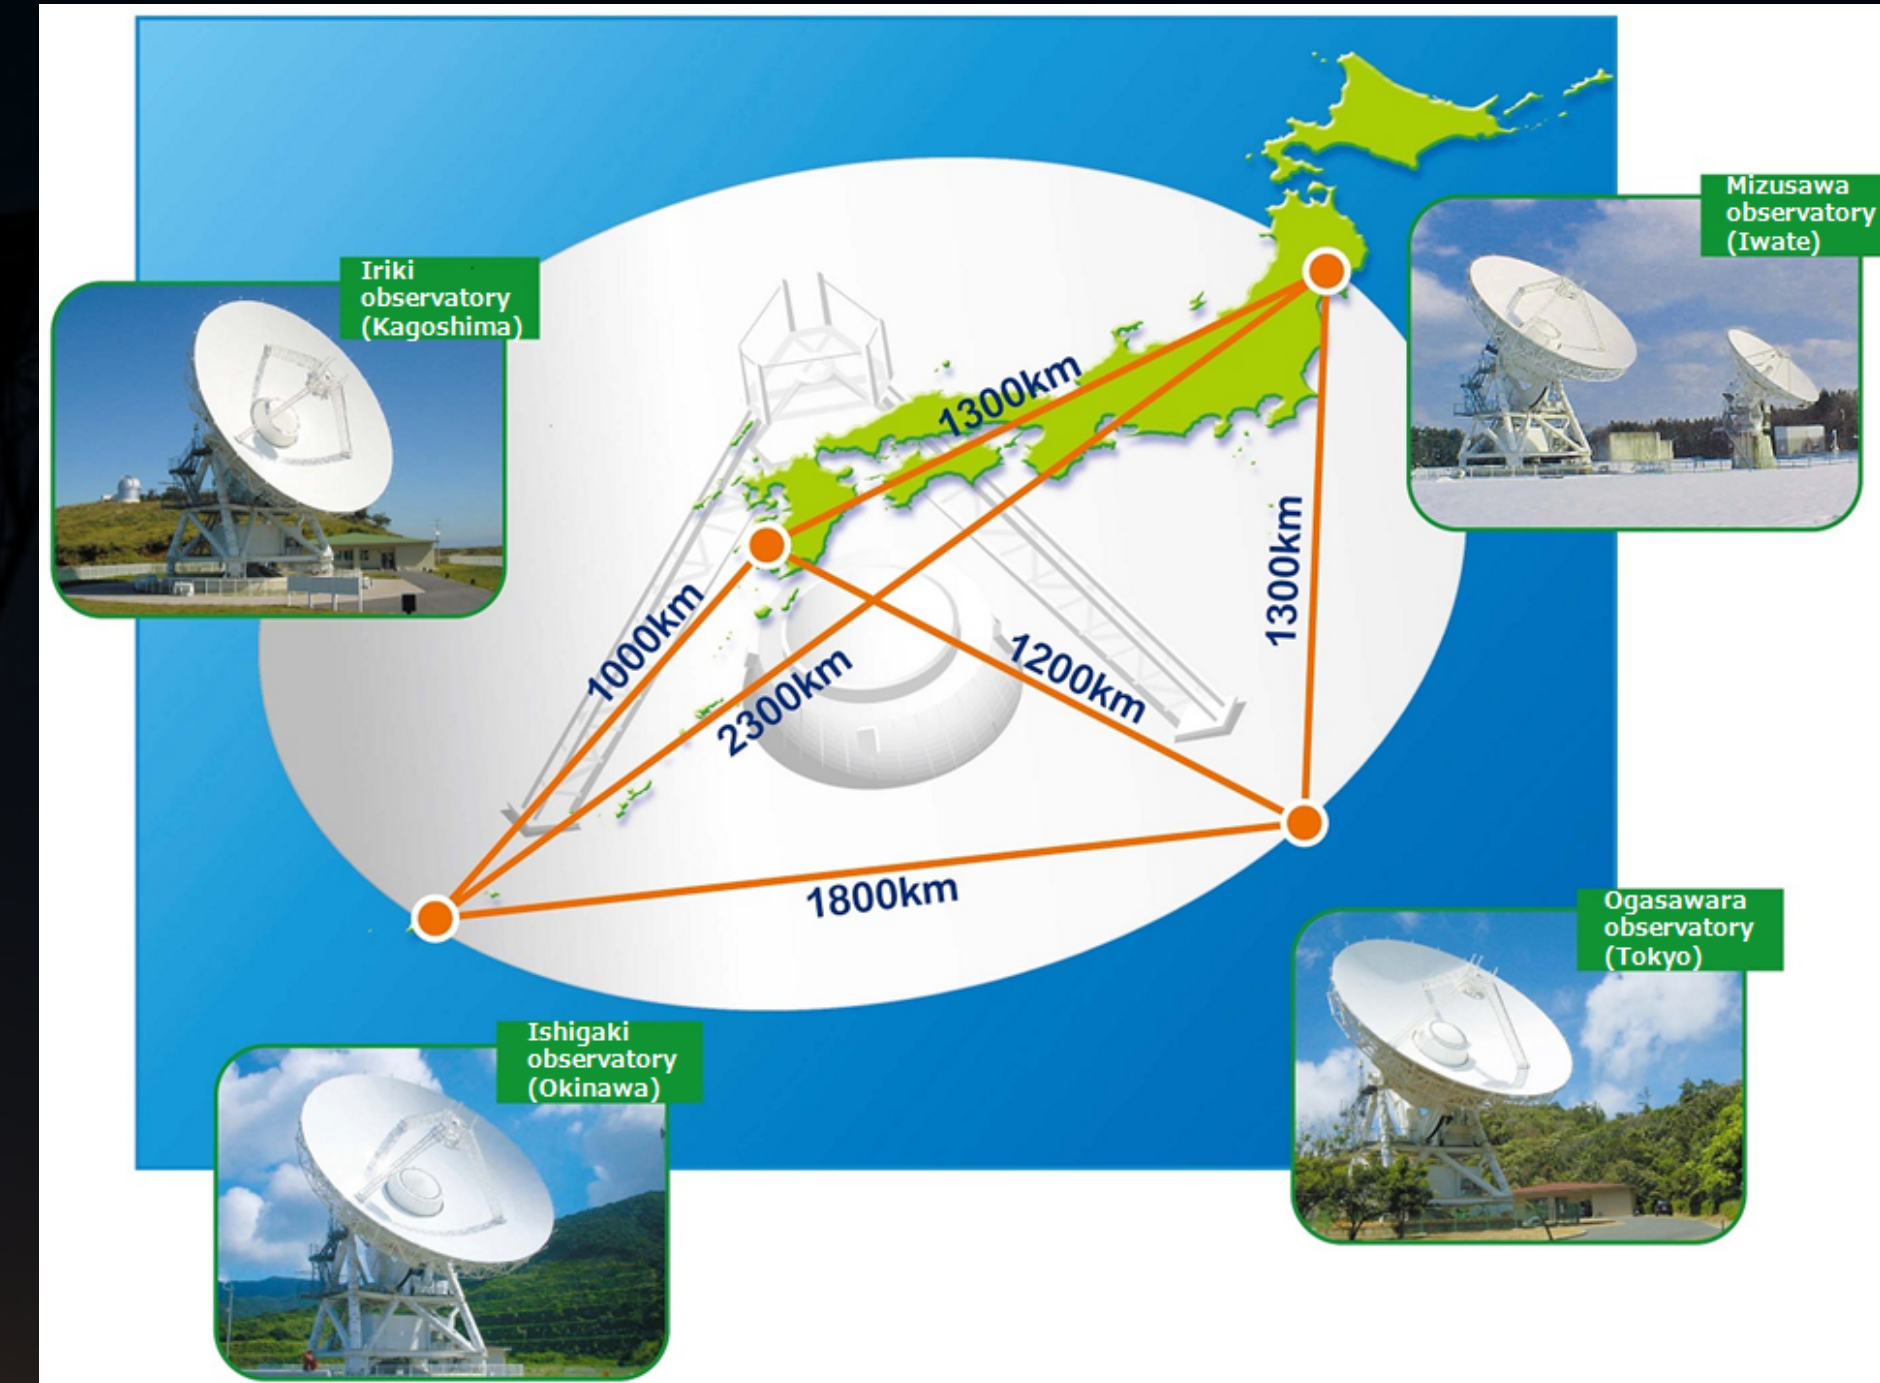 Mizusawa
observatory
(Iwate)
Iriki
observatory
(Kagoshima)
1300km
1300km
1000km
2300km
1200km
1800km
Ogasawara
observatory
(Tokyo)
Ishigaki
observatory
(Okinawa)